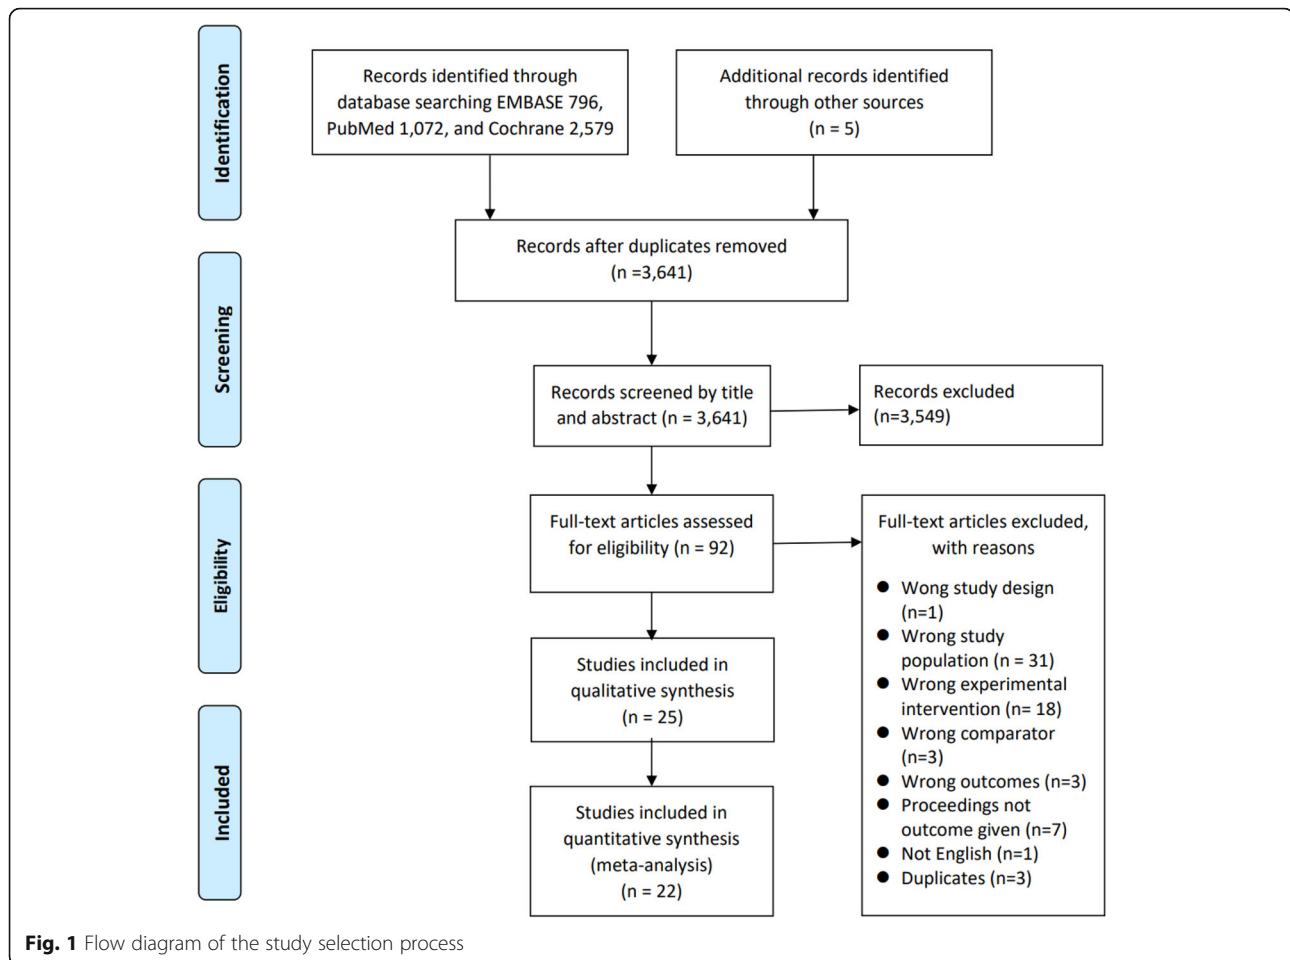 Identification
Records identified through
database searching EMBASE 796,
PubMed 1,072, and Cochrane 2,579
Additional records identified
through other sources
(n = 5)
Records after duplicates removed
(n =3,641)
Screening
Records screened by title
and abstract (n = 3,641)
Records excluded
(n=3,549)
Eligibility
Full-text articles assessed
for eligibility (n = 92)
Full-text articles excluded,
with reasons
● Wong study design
(n=1)
● Wrong study
population (n = 31)
● Wrong experimental
intervention (n= 18)
● Wrong comparator
(n=3)
● Wrong outcomes (n=3)
● Proceedings not
outcome given (n=7)
● Not English (n=1)
● Duplicates (n=3)
Studies included in
qualitative synthesis
(n = 25)
Included
Studies included in
quantitative synthesis
(meta-analysis)
(n = 22)
Fig. 1 Flow diagram of the study selection process